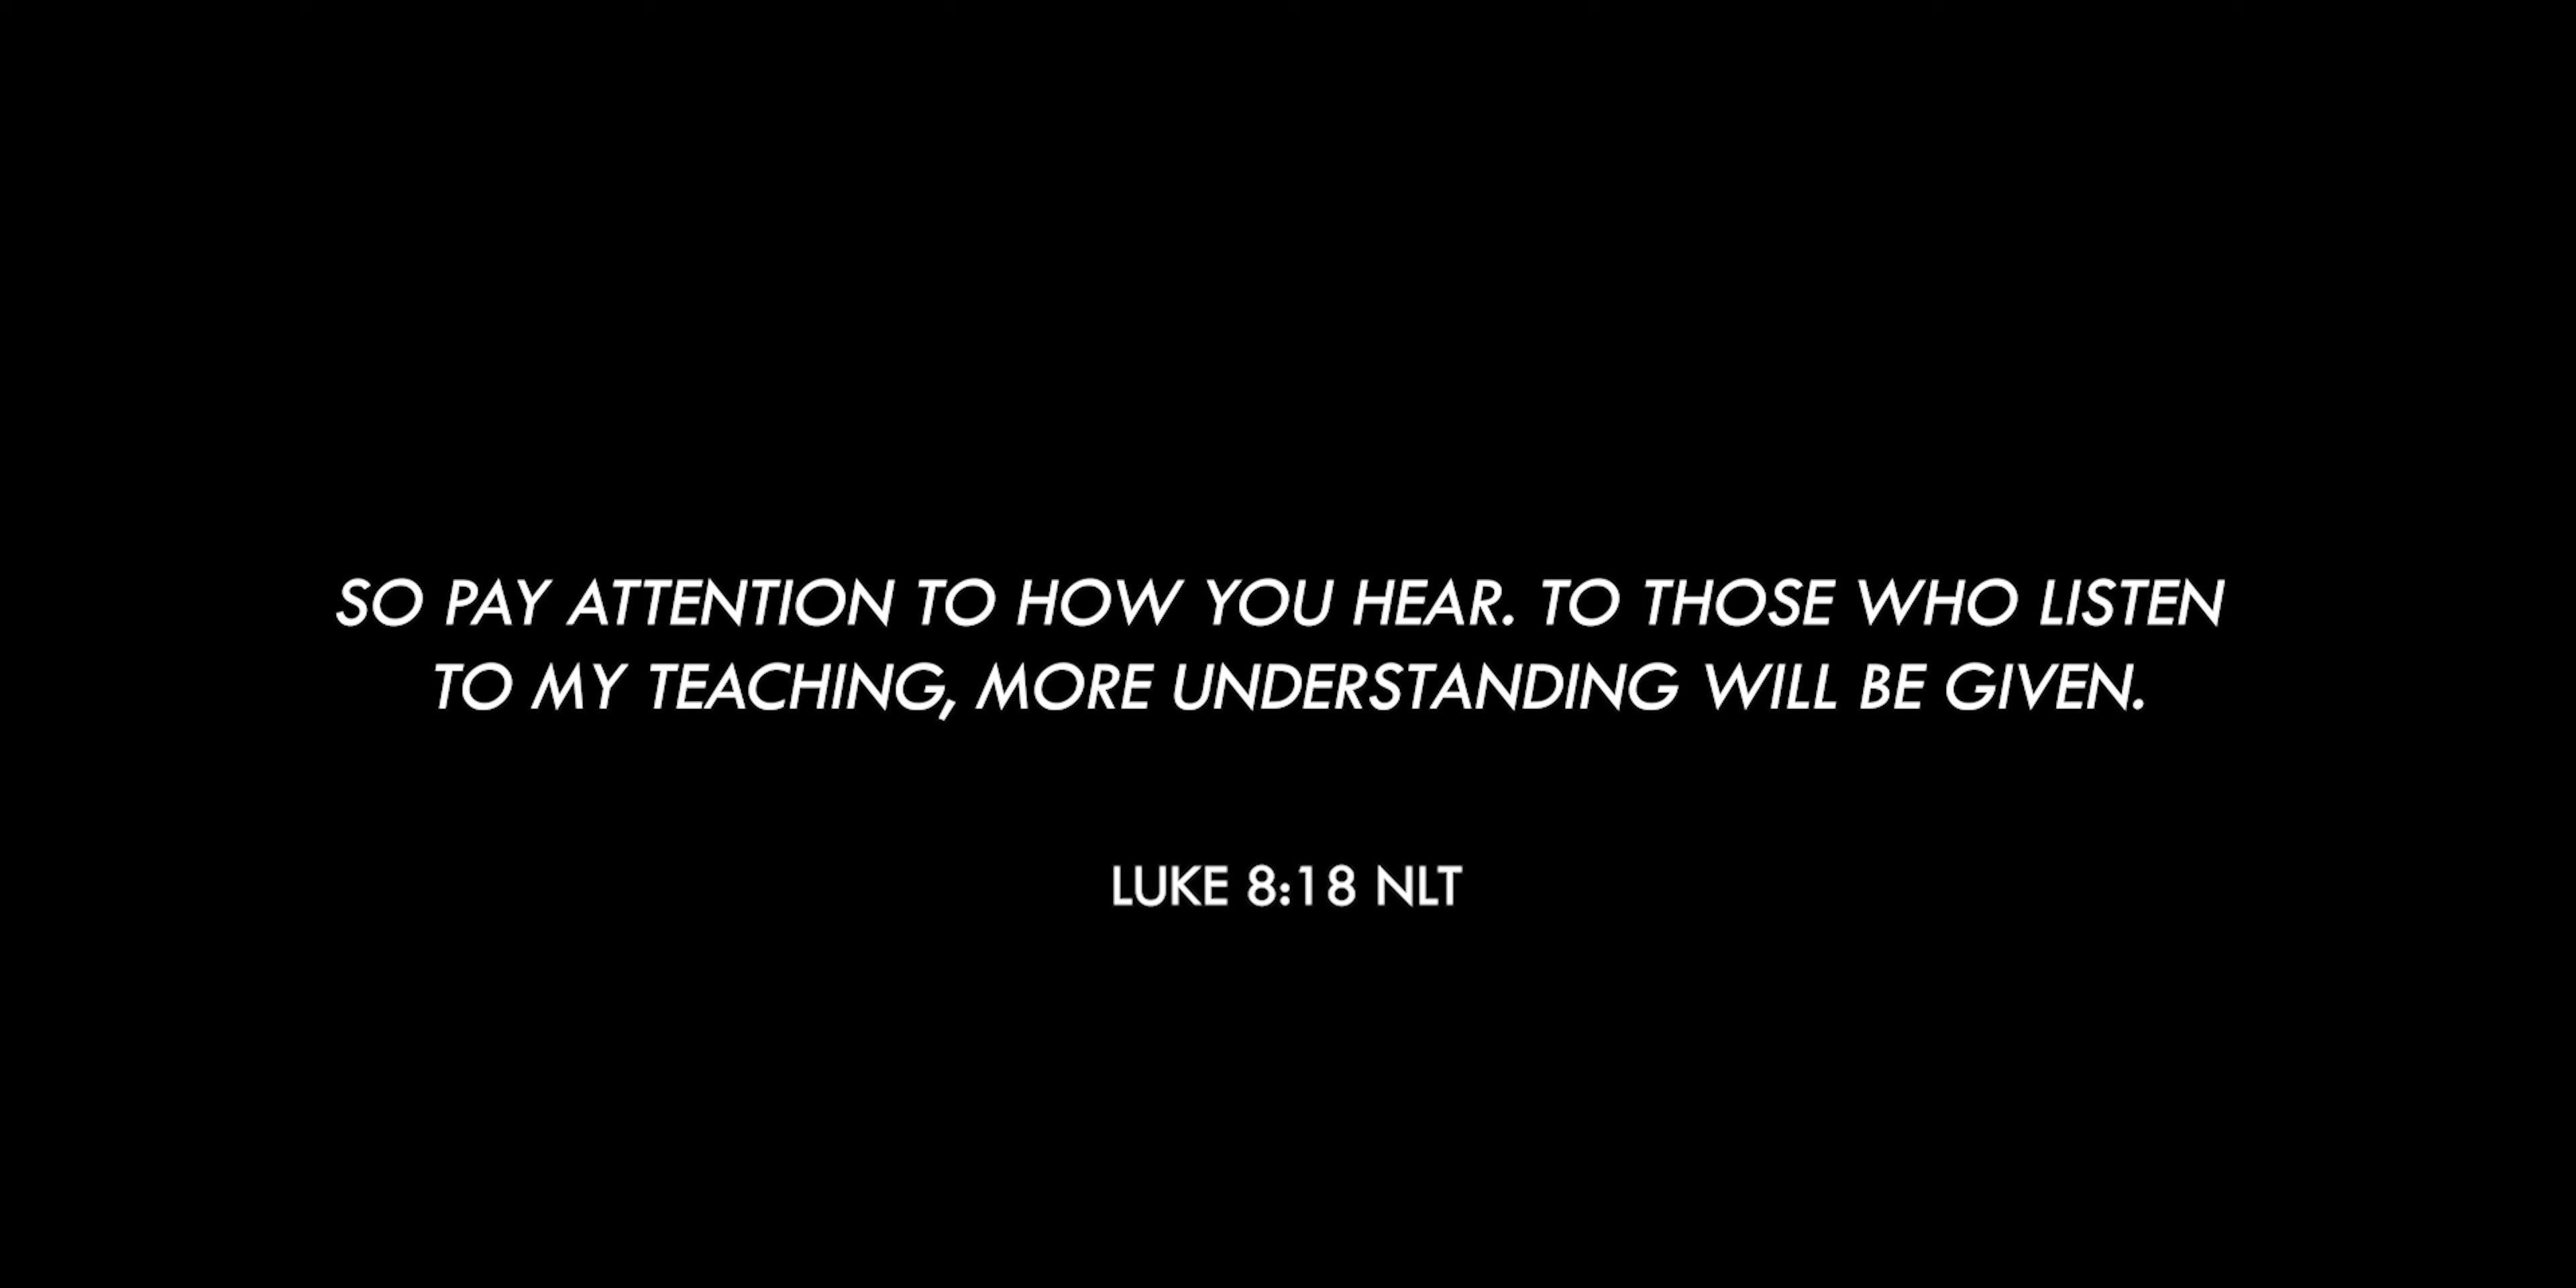 SO PAY ATTENTION TO HOW YOU HEAR. TO THOSE WHO LISTEN
TO MY TEACHING, MORE UNDERSTANDING WILL BE GIVEN.
LUKE 8:18 NLT